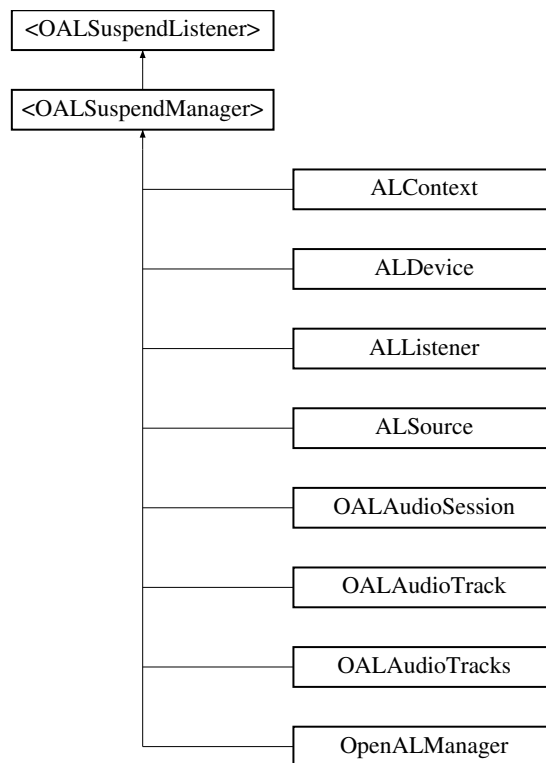 <OALSuspendListener>
<OALSuspendManager>
ALContext
ALDevice
ALListener
ALSource
OALAudioSession
OALAudioTrack
OALAudioTracks
OpenALManager